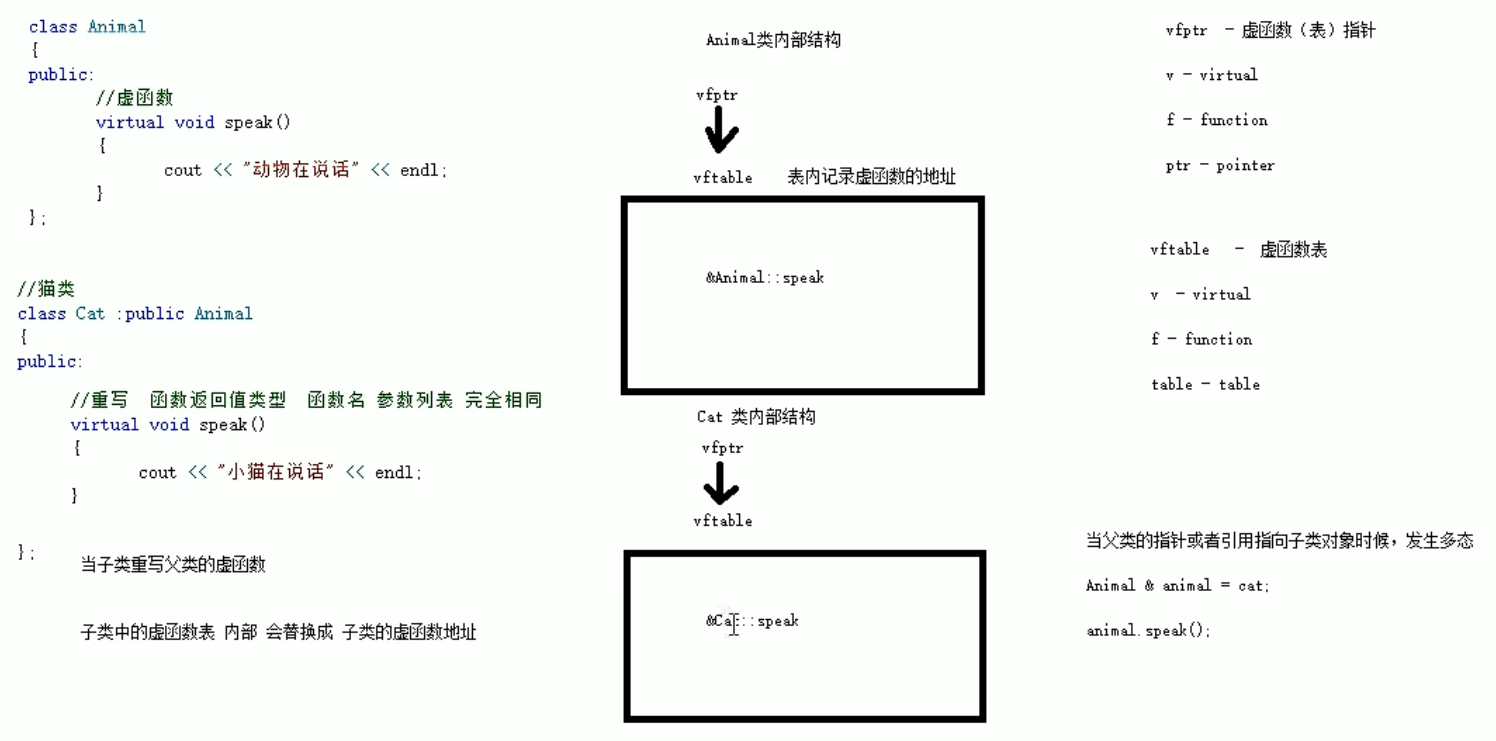 class Animal
{
public:
//虚函数
virtual void speak()
{
cout << "动物在说话" << endl;
}
};
//猫类
class Cat :public Animal
{
public:
//重写 函数返回值类型 函数名 参数列表 完全相同
virtual void speak()
{
cout << "小猫在说话" << endl;
}
};
当子类重写父类的虚函数
子类中的虚函数表 内部 会替换成 子类的虚函数地址
Animal类内部结构
vfptr
vftable 表内记录虚函数的地址
&Animal::speak
Cat 类内部结构
vfptr
vftable
&Cat::speak
vfptr - 虚函数（表）指针
v - virtual
f - function
ptr - pointer
vftable - 虚函数表
v - virtual
f - function
table - table
当父类的指针或者引用指向子类对象时候，发生多态
Animal & animal = cat;
animal.speak();